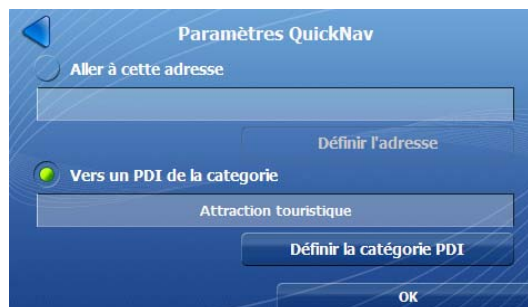 Paramètres QuickNav
Aller à cette adresse
Définir l'adresse
Vers un PDI de la categorie
Attraction touristique
Définir la catégorie PDI
OK